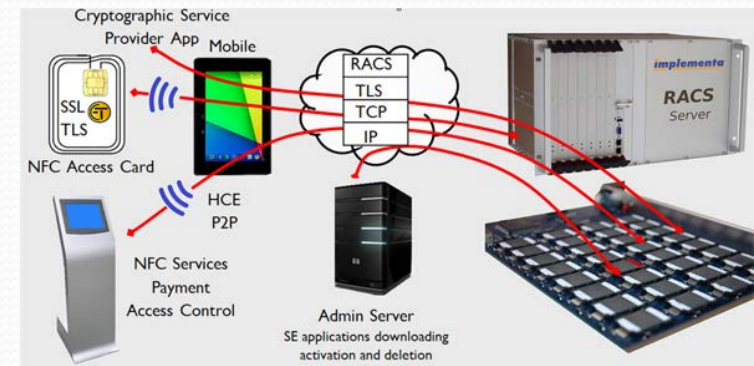 Cryptographic Service
Provider App
Mobile
SSL
TLS
NFC Access Card
HCE
P2P
NFC Services
Payment
Access Control
RACS
TLS
TCP
IP
Admin Server
SE applications downloading
activation and deletion
implementa
RACS
Server